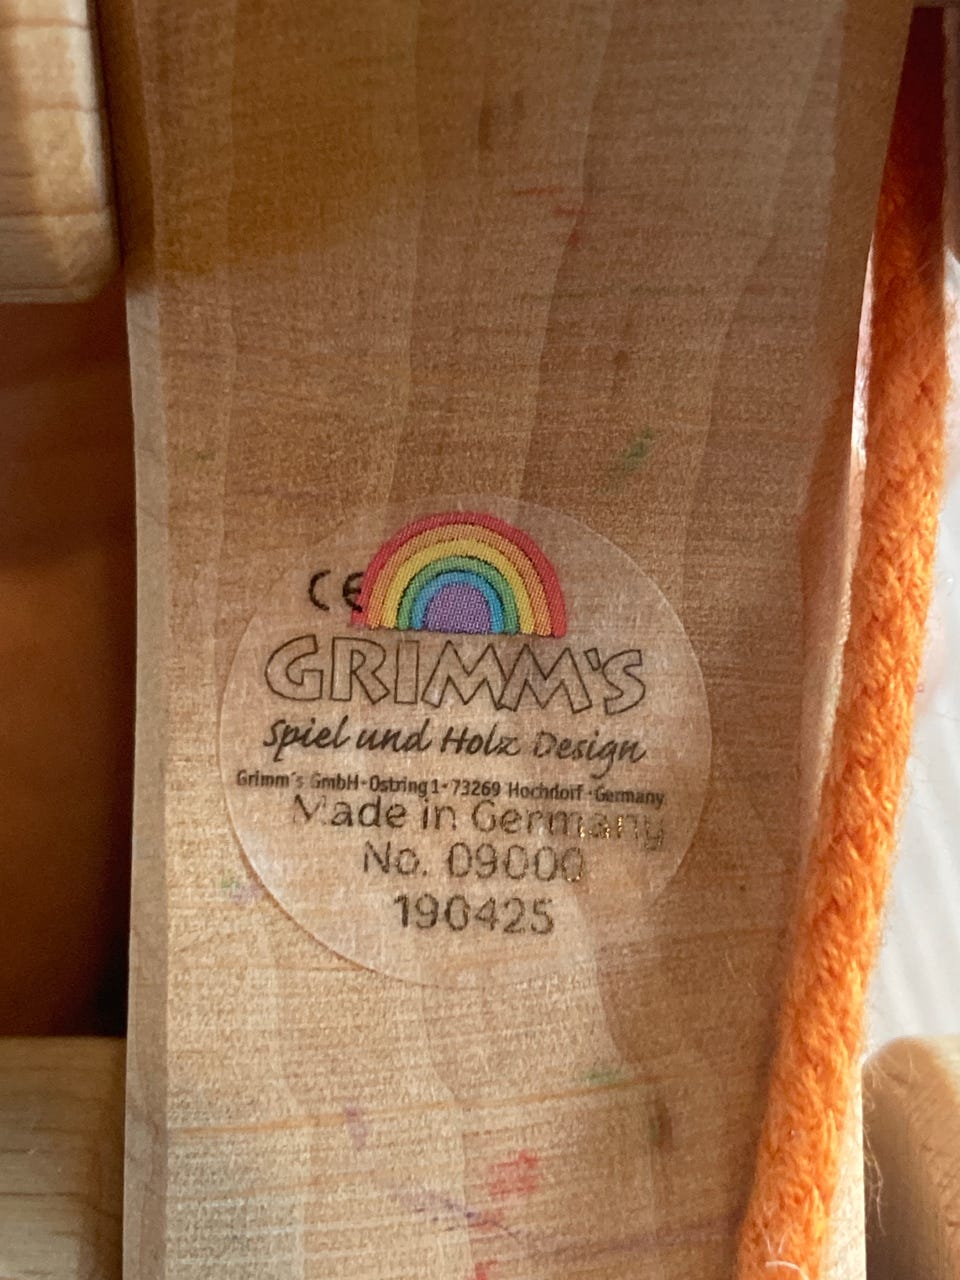 CE
GRIMM'S
Spiel und Holz Design
Grimm´s GmbH · Ostring 1 · 73269 Hochdorf · Germany
Made in Germany
No. 09000
190425